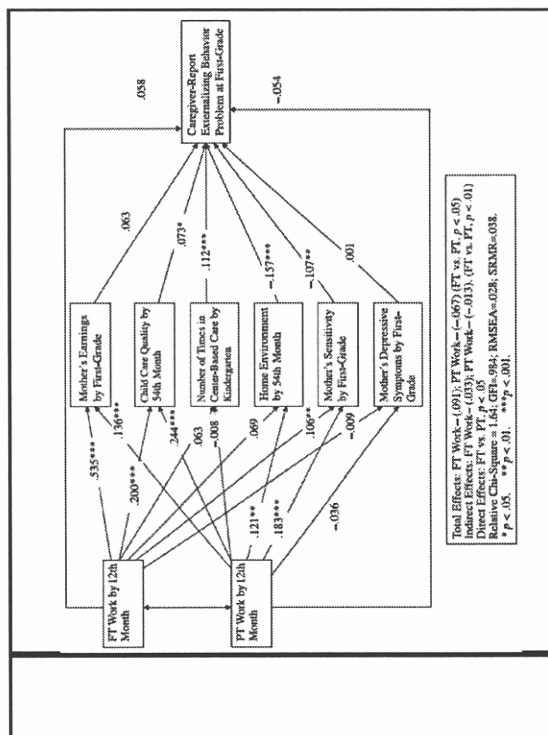 FT Work by 12th
Month
PT Work by 12th
Month
.535***
.136***
.200***
.244***
.063
-.008
.069
.121**
.106**
.183***
-.009
-.036
Mother's Earnings
by First-Grade
Child Care Quality by
54th Month
Number of Times in
Center-Based Care by
Kindergarten
Home Environment
by 54th Month
Mother's Sensitivity
by First-Grade
Mother's Depressive
Symptoms by First-
Grade
.063
.073*
.112***
-.157***
-.107**
.001
.058
-.054
Caregiver-Report
Externalizing Behavior
Problem at First-Grade
Total Effects: FT Work— (.091); PT Work— (-.067) (FT vs. PT, p < .05)
Indirect Effects: FT Work— (.033); PT Work— (-.013). (FT vs. PT, p < .01)
Direct Effects: FT vs. PT, p < .05
Relative Chi-Square = 1.64; GFI=.984; RMSEA=.028; SRMR=.038.
* p < .05. **p < .01. ***p < .001.